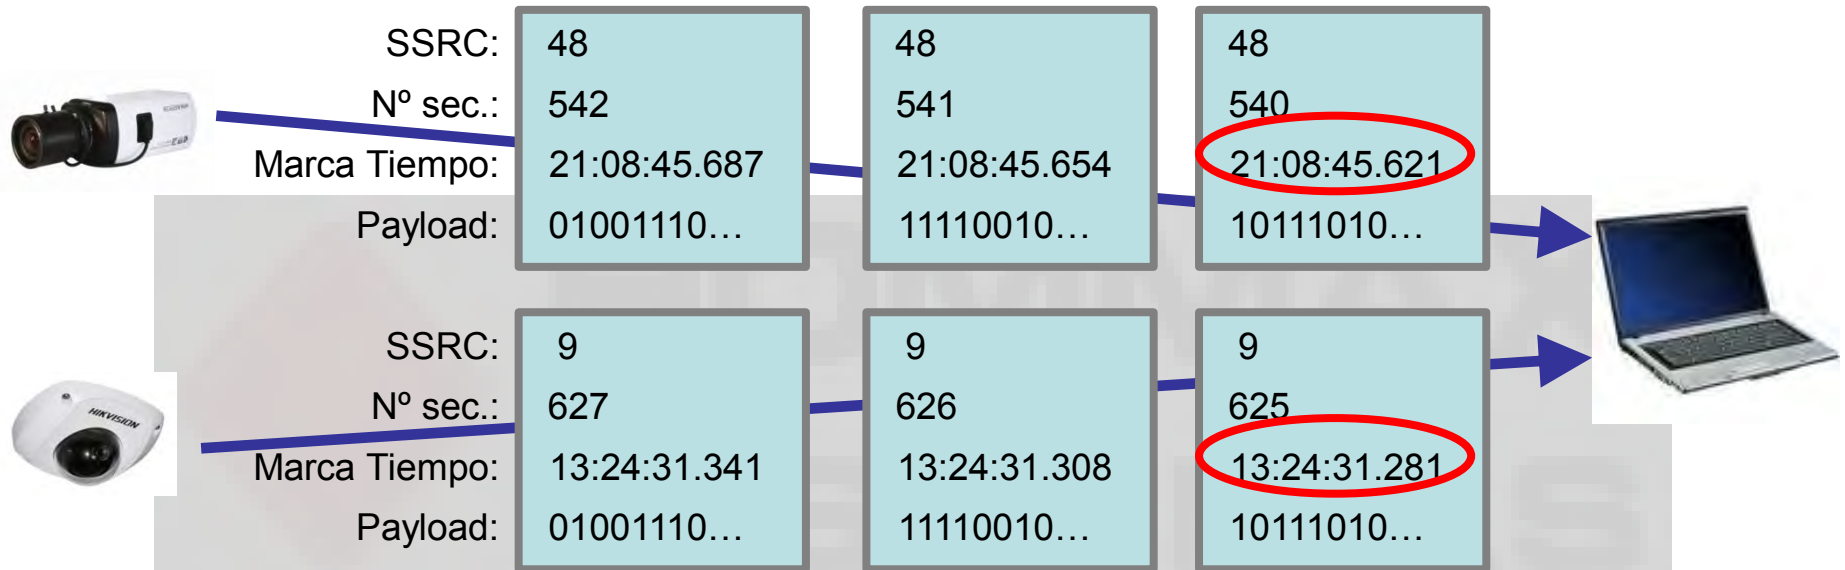 SSRC: 48 48 48
Nº sec.: 542 541 540
Marca Tiempo: 21:08:45.687 21:08:45.654 21:08:45.621
Payload: 01001110… 11110010… 10111010…
SSRC: 9 9 9
Nº sec.: 627 626 625
HIKVISION
Marca Tiempo: 13:24:31.341 13:24:31.308 13:24:31.281
Payload: 01001110… 11110010… 10111010…